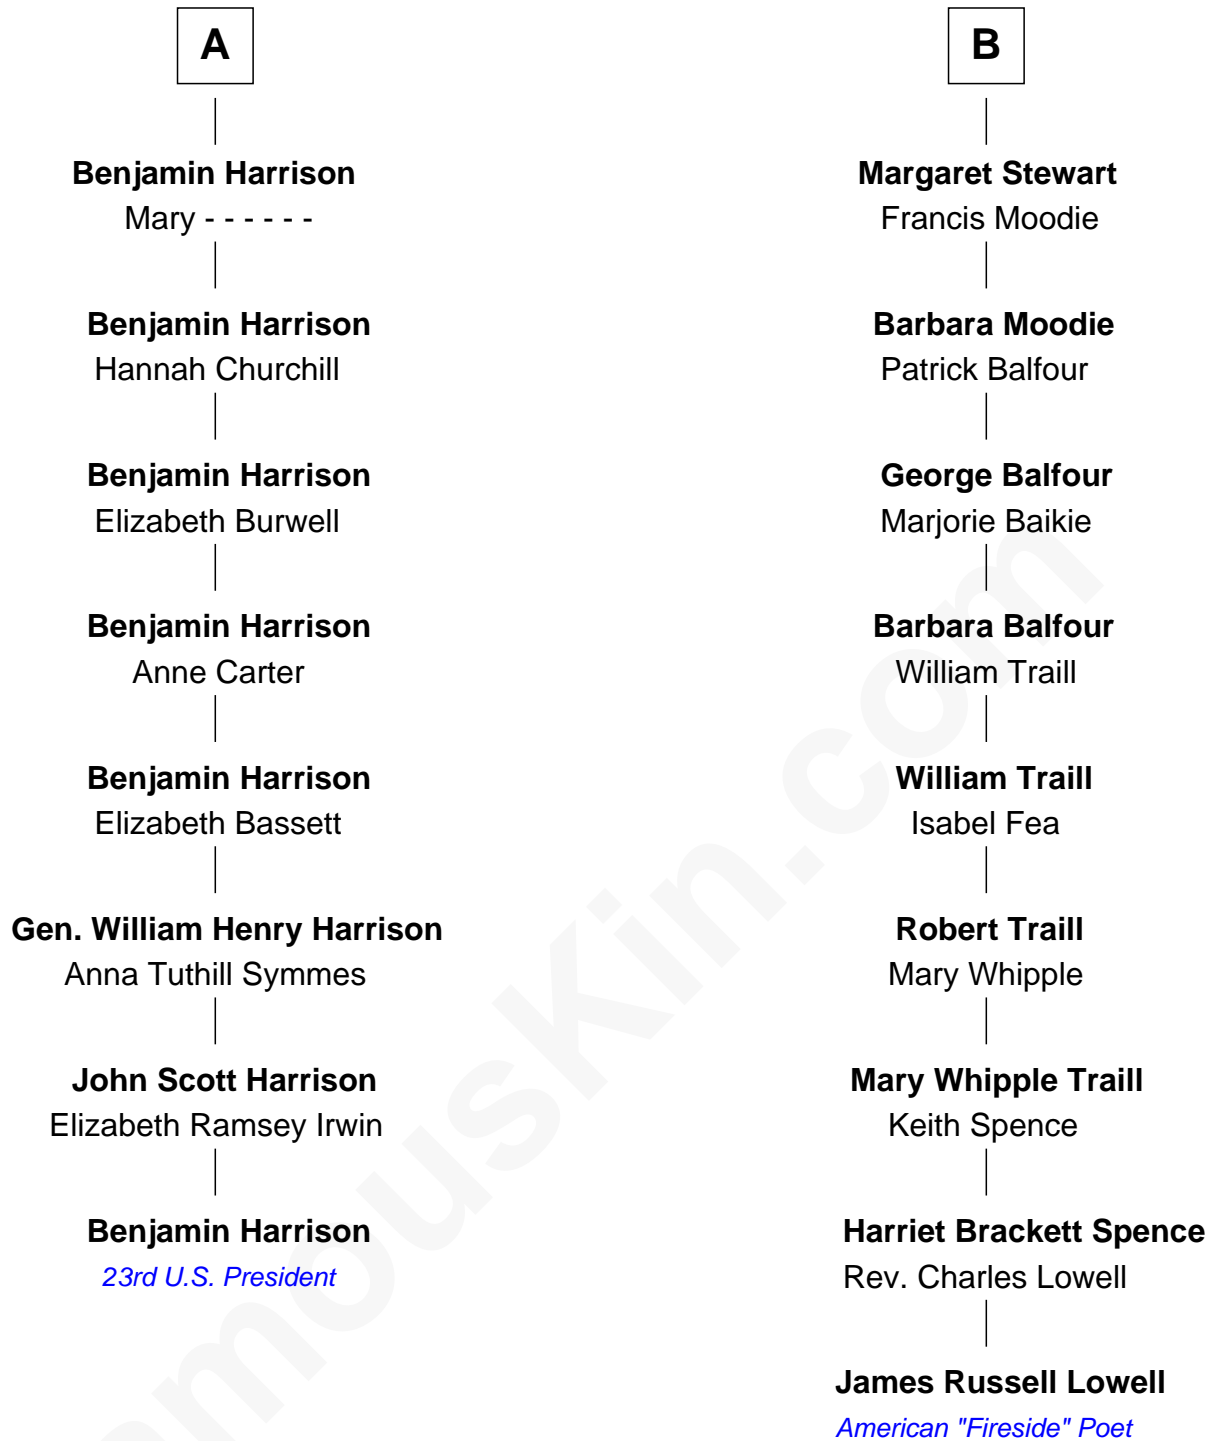 A
Benjamin Harrison
Mary - - - - - -
Benjamin Harrison
Hannah Churchill
Benjamin Harrison
Elizabeth Burwell
Benjamin Harrison
Anne Carter
Benjamin Harrison
Elizabeth Bassett
Gen. William Henry Harrison
Anna Tuthill Symmes
John Scott Harrison
Elizabeth Ramsey Irwin
Benjamin Harrison
23rd U.S. President
B
Margaret Stewart
Francis Moodie
Barbara Moodie
Patrick Balfour
George Balfour
Marjorie Baikie
Barbara Balfour
William Traill
William Traill
Isabel Fea
Robert Traill
Mary Whipple
Mary Whipple Traill
Keith Spence
Harriet Brackett Spence
Rev. Charles Lowell
James Russell Lowell
American "Fireside" Poet
amouskin.com